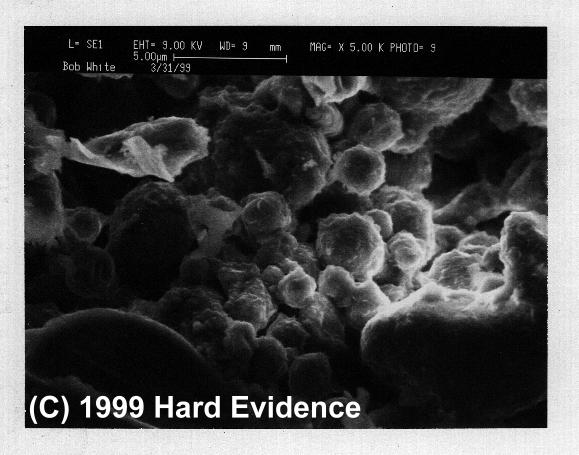 L= SE1 EHT= 9.00 KV WD= 9 mm MAG= X 5.00 K PHOTO= 9
5.00µm
Bob White 3/31/99
(C) 1999 Hard Evidence